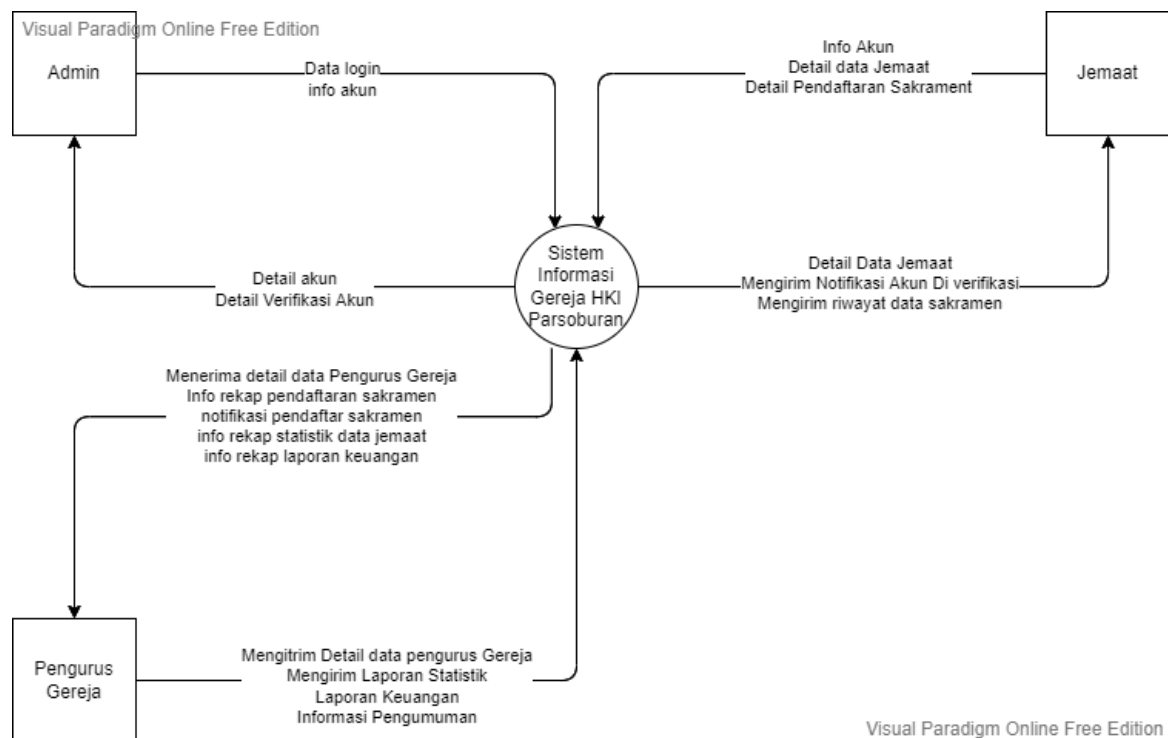 Visual Paradigm Online Free Edition
Admin
Data login
info akun
Info Akun
Detail data Jemaat
Detail Pendaftaran Sakrament
Jemaat
Sistem
Informasi
Gereja HKI
Parsoburan
Detail akun
Detail Verifikasi Akun
Detail Data Jemaat
Mengirim Notifikasi Akun Di verifikasi
Mengirim riwayat data sakramen
Menerima detail data Pengurus Gereja
Info rekap pendaftaran sakramen
notifikasi pendaftar sakramen
info rekap statistik data jemaat
info rekap laporan keuangan
Pengurus
Gereja
Mengitrim Detail data pengurus Gereja
Mengirim Laporan Statistik
Laporan Keuangan
Informasi Pengumuman
Visual Paradigm Online Free Edition